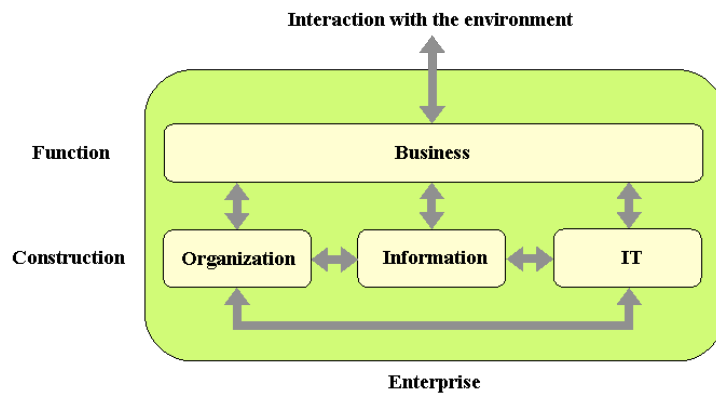 Interaction with the environment
Function
Business
Construction
Organization
Information
IT
Enterprise